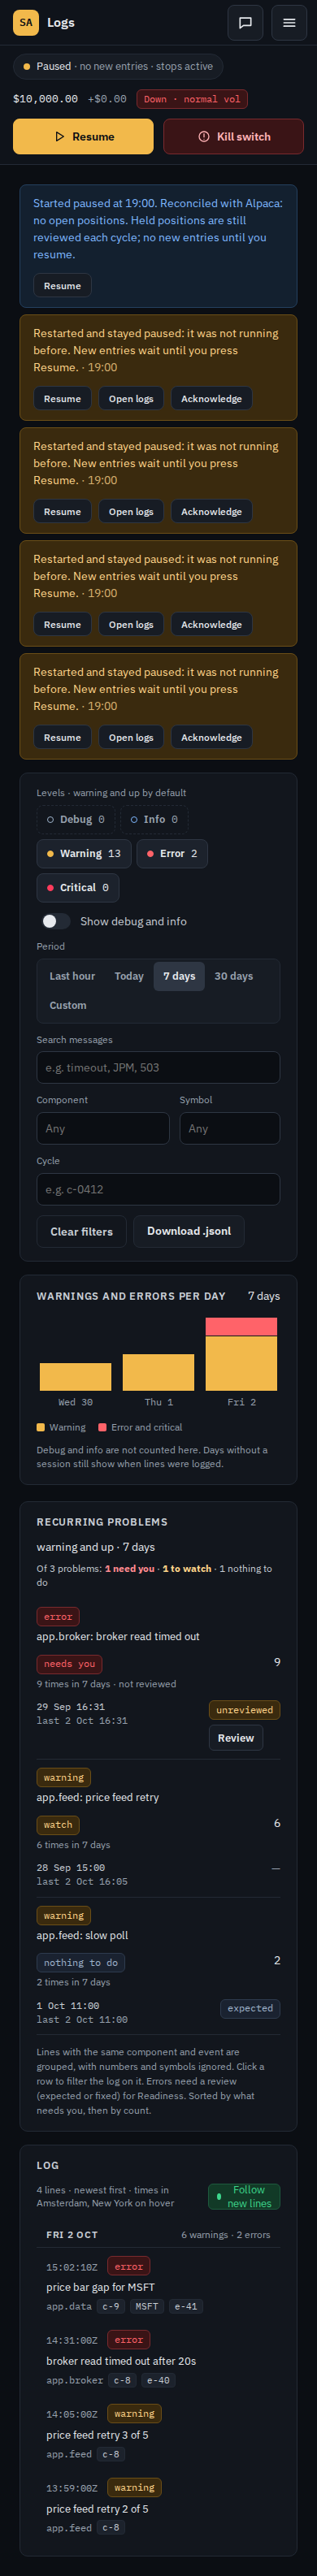 SA Logs
Paused · no new entries · stops active
$10,000.00 +$0.00 Down · normal vol
Resume Kill switch
Started paused at 19:00. Reconciled with Alpaca:
no open positions. Held positions are still
reviewed each cycle; no new entries until you
resume.
Resume
Restarted and stayed paused: it was not running
before. New entries wait until you press
Resume. · 19:00
Resume Open logs Acknowledge
Restarted and stayed paused: it was not running
before. New entries wait until you press
Resume. · 19:00
Resume Open logs Acknowledge
Restarted and stayed paused: it was not running
before. New entries wait until you press
Resume. · 19:00
Resume Open logs Acknowledge
Restarted and stayed paused: it was not running
before. New entries wait until you press
Resume. · 19:00
Resume Open logs Acknowledge
Levels · warning and up by default
Debug 0 Info 0
Warning 13 Error 2
Critical 0
Show debug and info
Period
Last hour Today 7 days 30 days
Custom
Search messages
e.g. timeout, JPM, 503
Component Symbol
Any Any
Cycle
e.g. c-0412
Clear filters Download .jsonl
WARNINGS AND ERRORS PER DAY 7 days
Wed 30 Thu 1 Fri 2
Warning Error and critical
Debug and info are not counted here. Days without a
session still show when lines were logged.
RECURRING PROBLEMS
warning and up · 7 days
Of 3 problems: 1 need you · 1 to watch · 1 nothing to
do
error
app.broker: broker read timed out
needs you 9
9 times in 7 days · not reviewed
29 Sep 16:31 unreviewed
last 2 Oct 16:31
Review
warning
app.feed: price feed retry
watch 6
6 times in 7 days
28 Sep 15:00 —
last 2 Oct 16:05
warning
app.feed: slow poll
nothing to do 2
2 times in 7 days
1 Oct 11:00 expected
last 2 Oct 11:00
Lines with the same component and event are
grouped, with numbers and symbols ignored. Click a
row to filter the log on it. Errors need a review
(expected or fixed) for Readiness. Sorted by what
needs you, then by count.
LOG
4 lines · newest first · times in
Amsterdam, New York on hover
Follow
new lines
FRI 2 OCT 6 warnings · 2 errors
15:02:10Z error
price bar gap for MSFT
app.data c-9 MSFT e-41
14:31:00Z error
broker read timed out after 20s
app.broker c-8 e-40
14:05:00Z warning
price feed retry 3 of 5
app.feed c-8
13:59:00Z warning
price feed retry 2 of 5
app.feed c-8